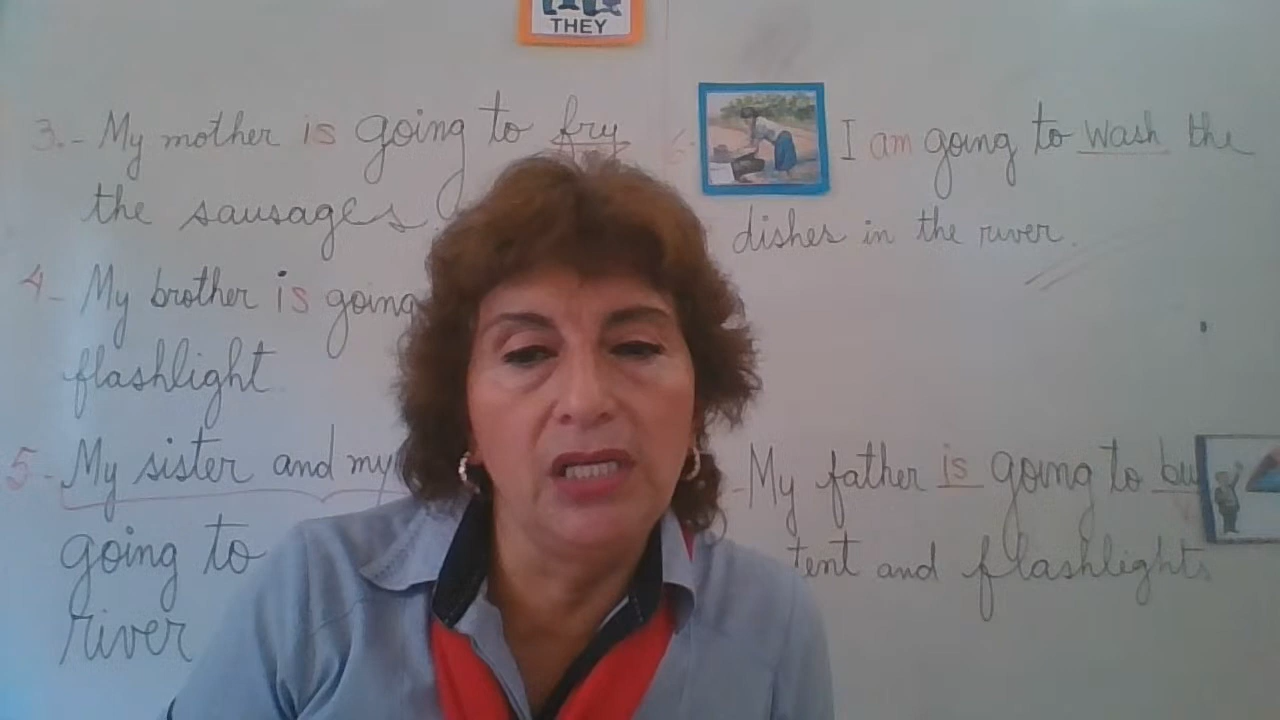 THEY
3.- My mother is going to fry
the sausages.
4- My brother is going
flashlight
5- My sister and my
going to
river
I am going to wash the
dishes in the river.
My father is going to
tent and flashlights